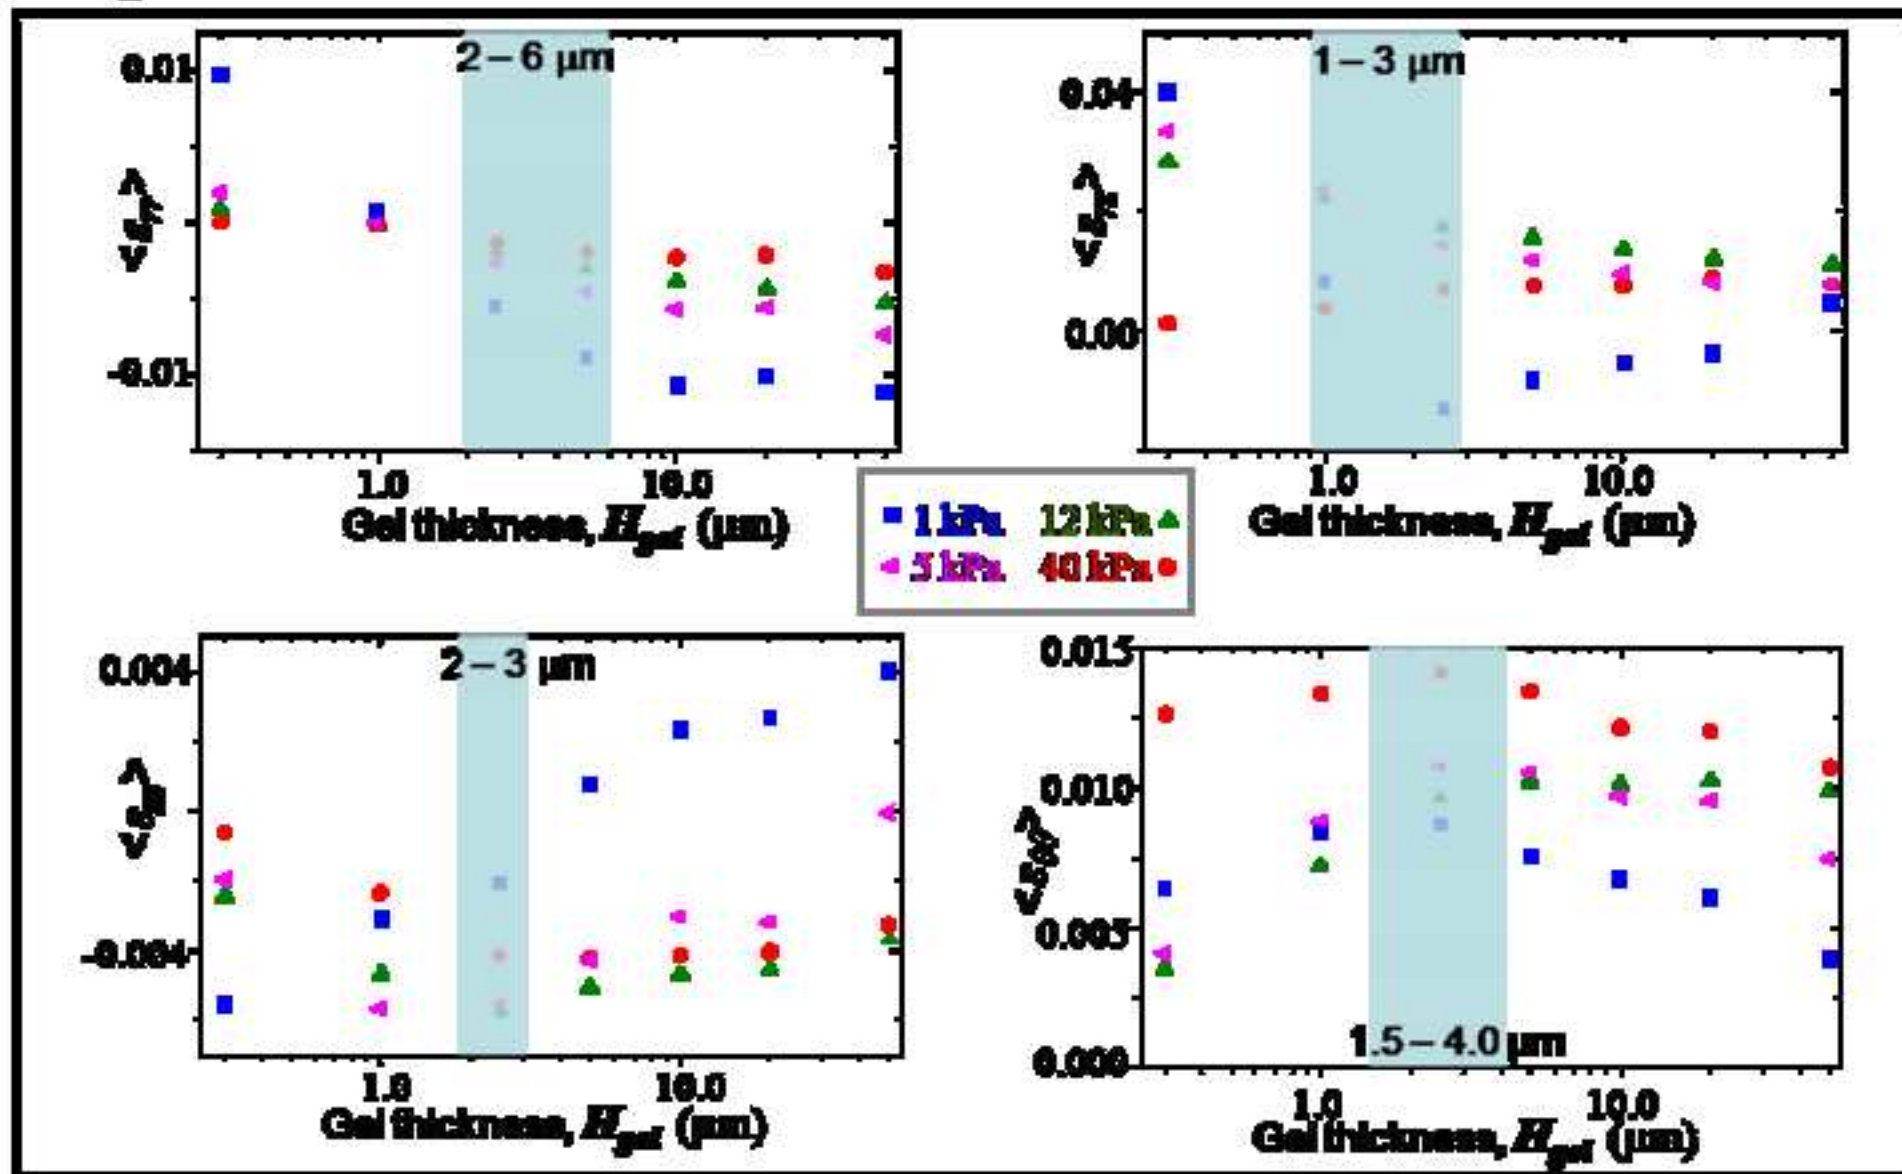 2 – 6 μm
0.01
-0.01
<ε_rr>
1.0 10.0
Gel thickness, H_gel (μm)
1 – 3 μm
0.04
0.00
1.0 10.0
Gel thickness, H_gel (μm)
1 kPa 12 kPa
5 kPa 40 kPa
2 – 3 μm
0.004
-0.004
1.0 10.0
Gel thickness, H_gel (μm)
0.015
0.010
0.005
0.000
1.5 – 4.0 μm
1.0 10.0
Gel thickness, H_gel (μm)